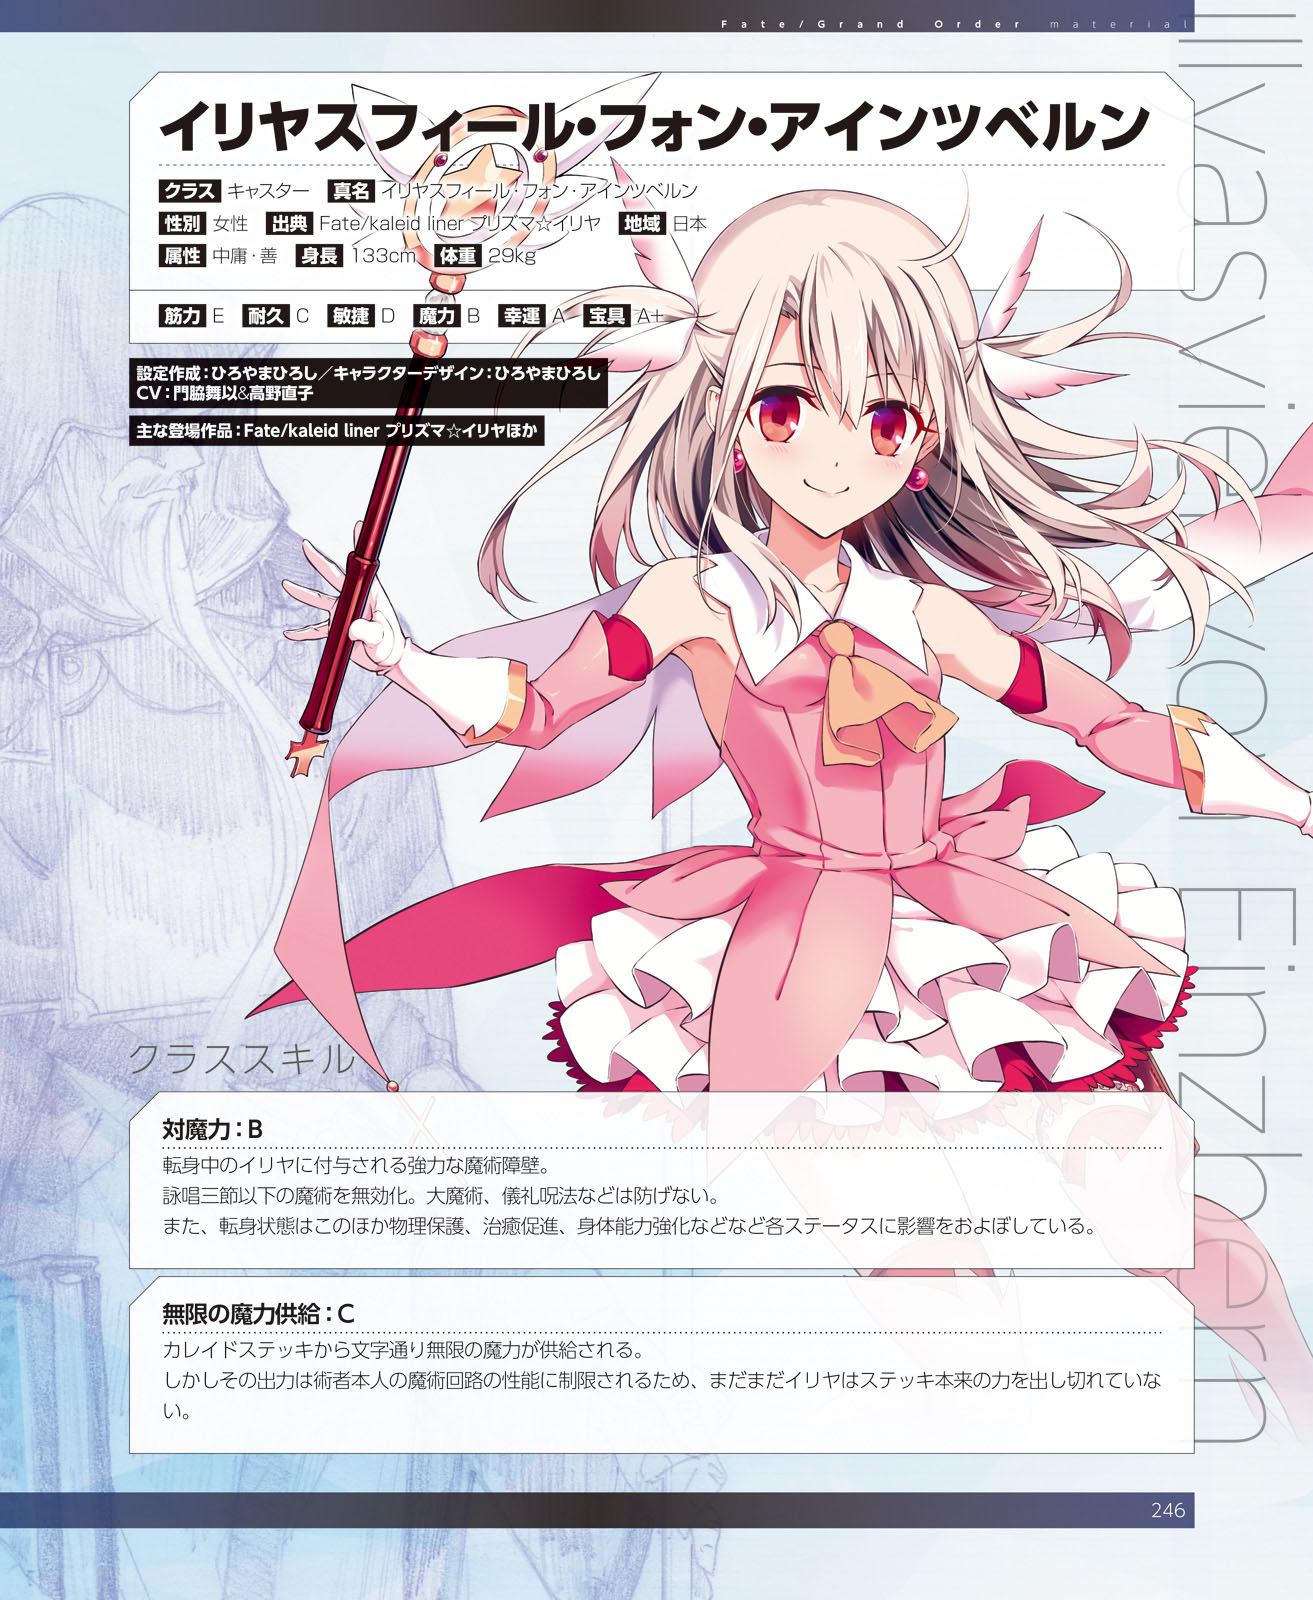 Fate/Grand Order material
イリヤスフィール・フォン・アインツベルン
クラス キャスター 真名 イリヤスフィール・フォン・アインツベルン
性別 女性 出典 Fate/kaleid liner プリズマ☆イリヤ 地域 日本
属性 中庸・善 身長 133cm 体重 29kg
筋力 E 耐久 C 敏捷 D 魔力 B 幸運 A 宝具 A+
設定作成：ひろやまひろし／キャラクターデザイン：ひろやまひろし
CV：門脇舞以&高野直子
主な登場作品：Fate/kaleid liner プリズマ☆イリヤほか
Illyasviel von Einzbern
クラススキル
対魔力：B
転身中のイリヤに付与される強力な魔術障壁。
詠唱三節以下の魔術を無効化。大魔術、儀礼呪法などは防げない。
また、転身状態はこのほか物理保護、治癒促進、身体能力強化などなど各ステータスに影響をおよぼしている。
無限の魔力供給：C
カレイドステッキから文字通り無限の魔力が供給される。
しかしその出力は術者本人の魔術回路の性能に制限されるため、まだまだイリヤはステッキ本来の力を出し切れていな
い。
246